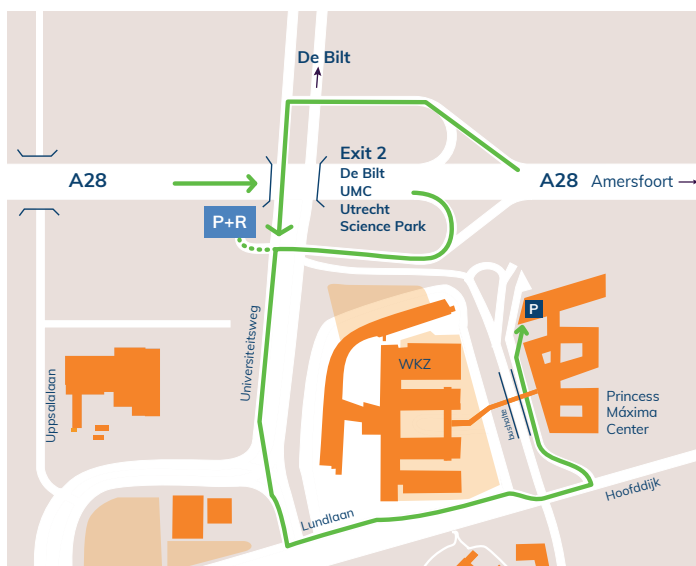 De Bilt
Exit 2
De Bilt
UMC
Utrecht
Science Park
A28
A28 Amersfoort
P+R
P
Universiteitsweg
Uppsalalaan
WKZ
bushalte
Princess
Máxima
Center
Lundlaan
Hoofddijk